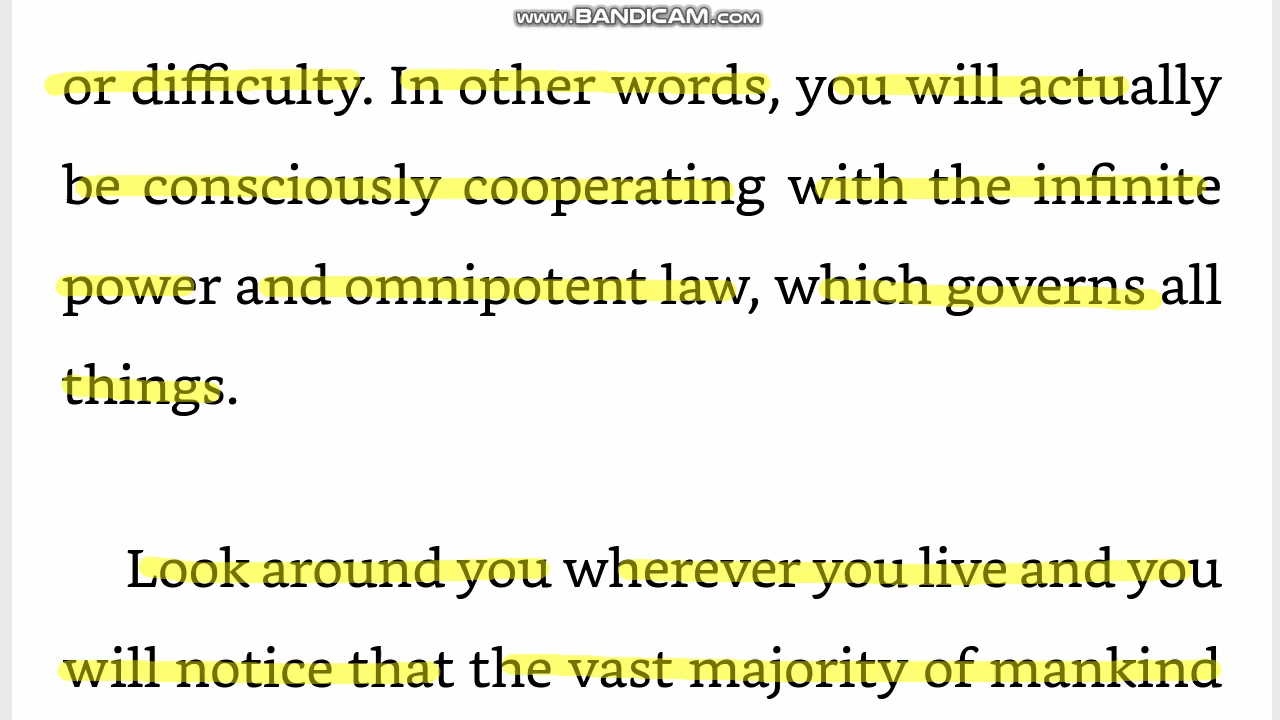 www.BANDICAM.com
or difficulty. In other words, you will actually
be consciously cooperating with the infinite
power and omnipotent law, which governs all
things.
Look around you wherever you live and you
will notice that the vast majority of mankind